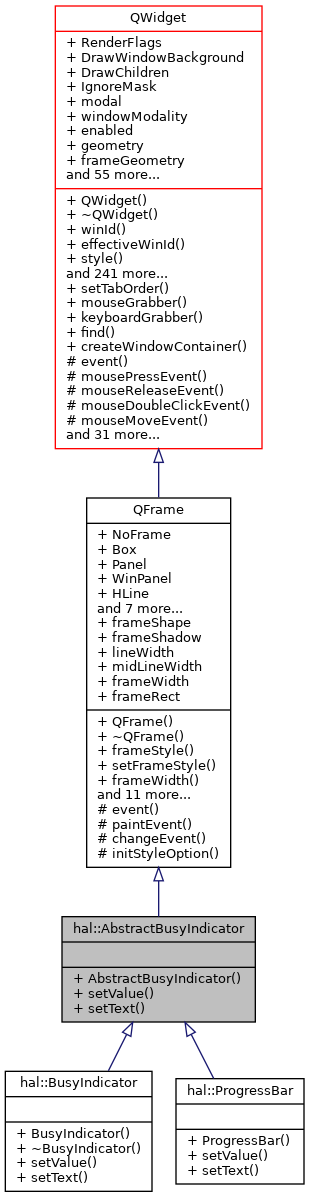 QWidget
+ RenderFlags
+ DrawWindowBackground
+ DrawChildren
+ IgnoreMask
+ modal
+ windowModality
+ enabled
+ geometry
+ frameGeometry
and 55 more...
+ QWidget()
+ ~QWidget()
+ winId()
+ effectiveWinId()
+ style()
and 241 more...
+ setTabOrder()
+ mouseGrabber()
+ keyboardGrabber()
+ find()
+ createWindowContainer()
# event()
# mousePressEvent()
# mouseReleaseEvent()
# mouseDoubleClickEvent()
# mouseMoveEvent()
and 31 more...
QFrame
+ NoFrame
+ Box
+ Panel
+ WinPanel
+ HLine
and 7 more...
+ frameShape
+ frameShadow
+ lineWidth
+ midLineWidth
+ frameWidth
+ frameRect
+ QFrame()
+ ~QFrame()
+ frameStyle()
+ setFrameStyle()
+ frameWidth()
and 11 more...
# event()
# paintEvent()
# changeEvent()
# initStyleOption()
hal::AbstractBusyIndicator
+ AbstractBusyIndicator()
+ setValue()
+ setText()
hal::BusyIndicator
+ BusyIndicator()
+ ~BusyIndicator()
+ setValue()
+ setText()
hal::ProgressBar
+ ProgressBar()
+ setValue()
+ setText()